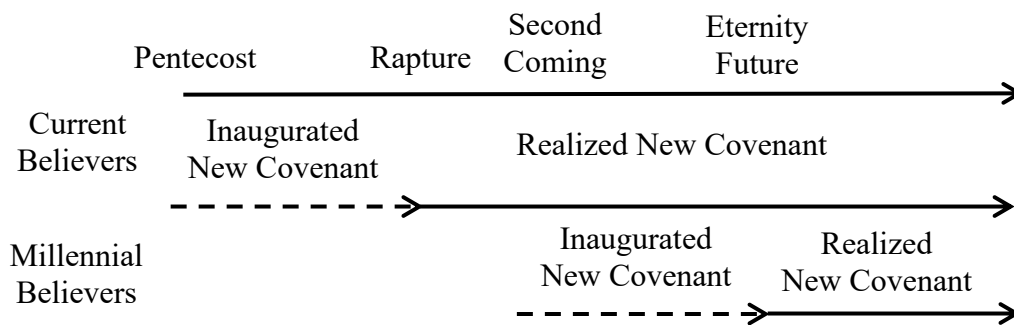 Pentecost
Rapture
Second
Coming
Eternity
Future
Current
Believers
Inaugurated
New Covenant
Realized New Covenant
Millennial
Believers
Inaugurated
New Covenant
Realized
New Covenant